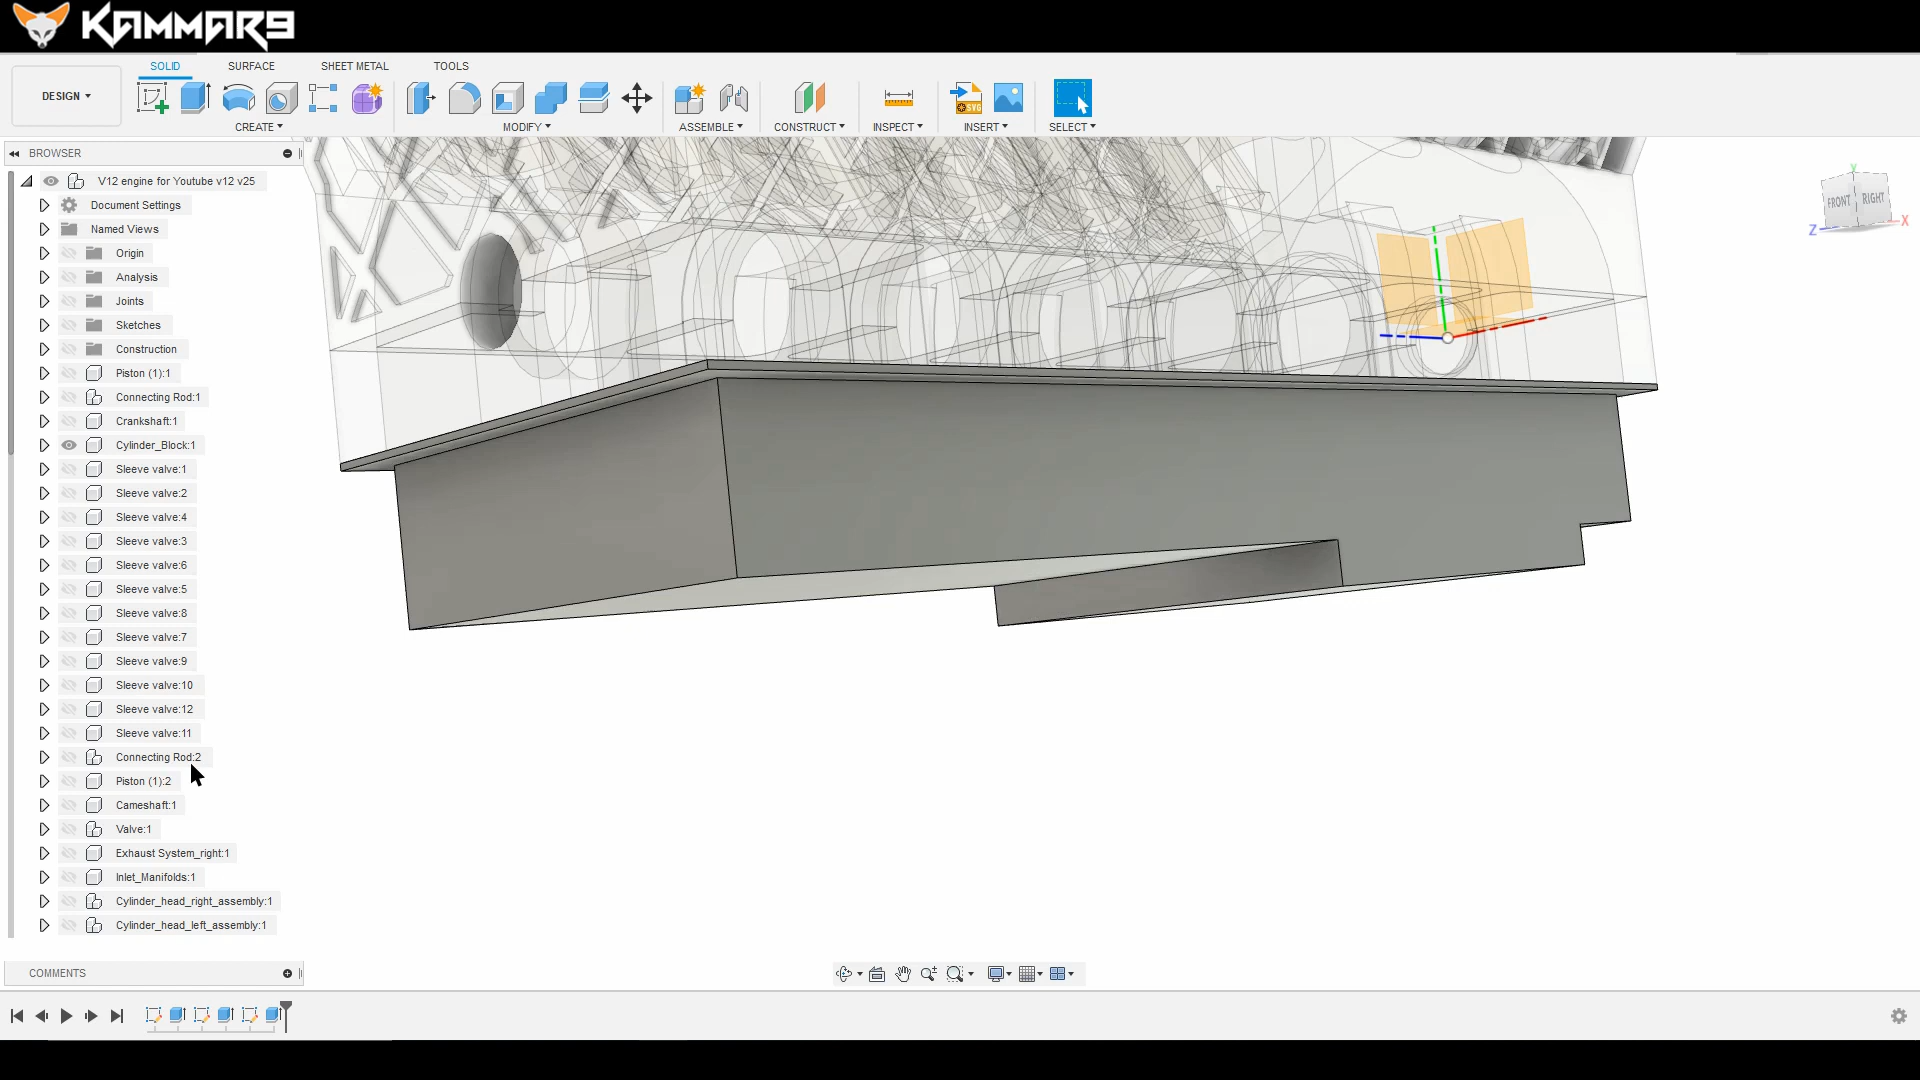 KAMMAR9
DESIGN
SOLID SURFACE SHEET METAL TOOLS
CREATE MODIFY ASSEMBLE CONSTRUCT INSPECT INSERT SELECT
SVG
BROWSER
V12 engine for Youtube v12 v25
Document Settings
Named Views
Origin
Analysis
Joints
Sketches
Construction
Piston (1):1
Connecting Rod:1
Crankshaft:1
Cylinder_Block:1
Sleeve valve:1
Sleeve valve:2
Sleeve valve:4
Sleeve valve:3
Sleeve valve:6
Sleeve valve:5
Sleeve valve:8
Sleeve valve:7
Sleeve valve:9
Sleeve valve:10
Sleeve valve:12
Sleeve valve:11
Connecting Rod:2
Piston (1):2
Cameshaft:1
Valve:1
Exhaust System_right:1
Inlet_Manifolds:1
Cylinder_head_right_assembly:1
Cylinder_head_left_assembly:1
Y
FRONT RIGHT
Z X
COMMENTS